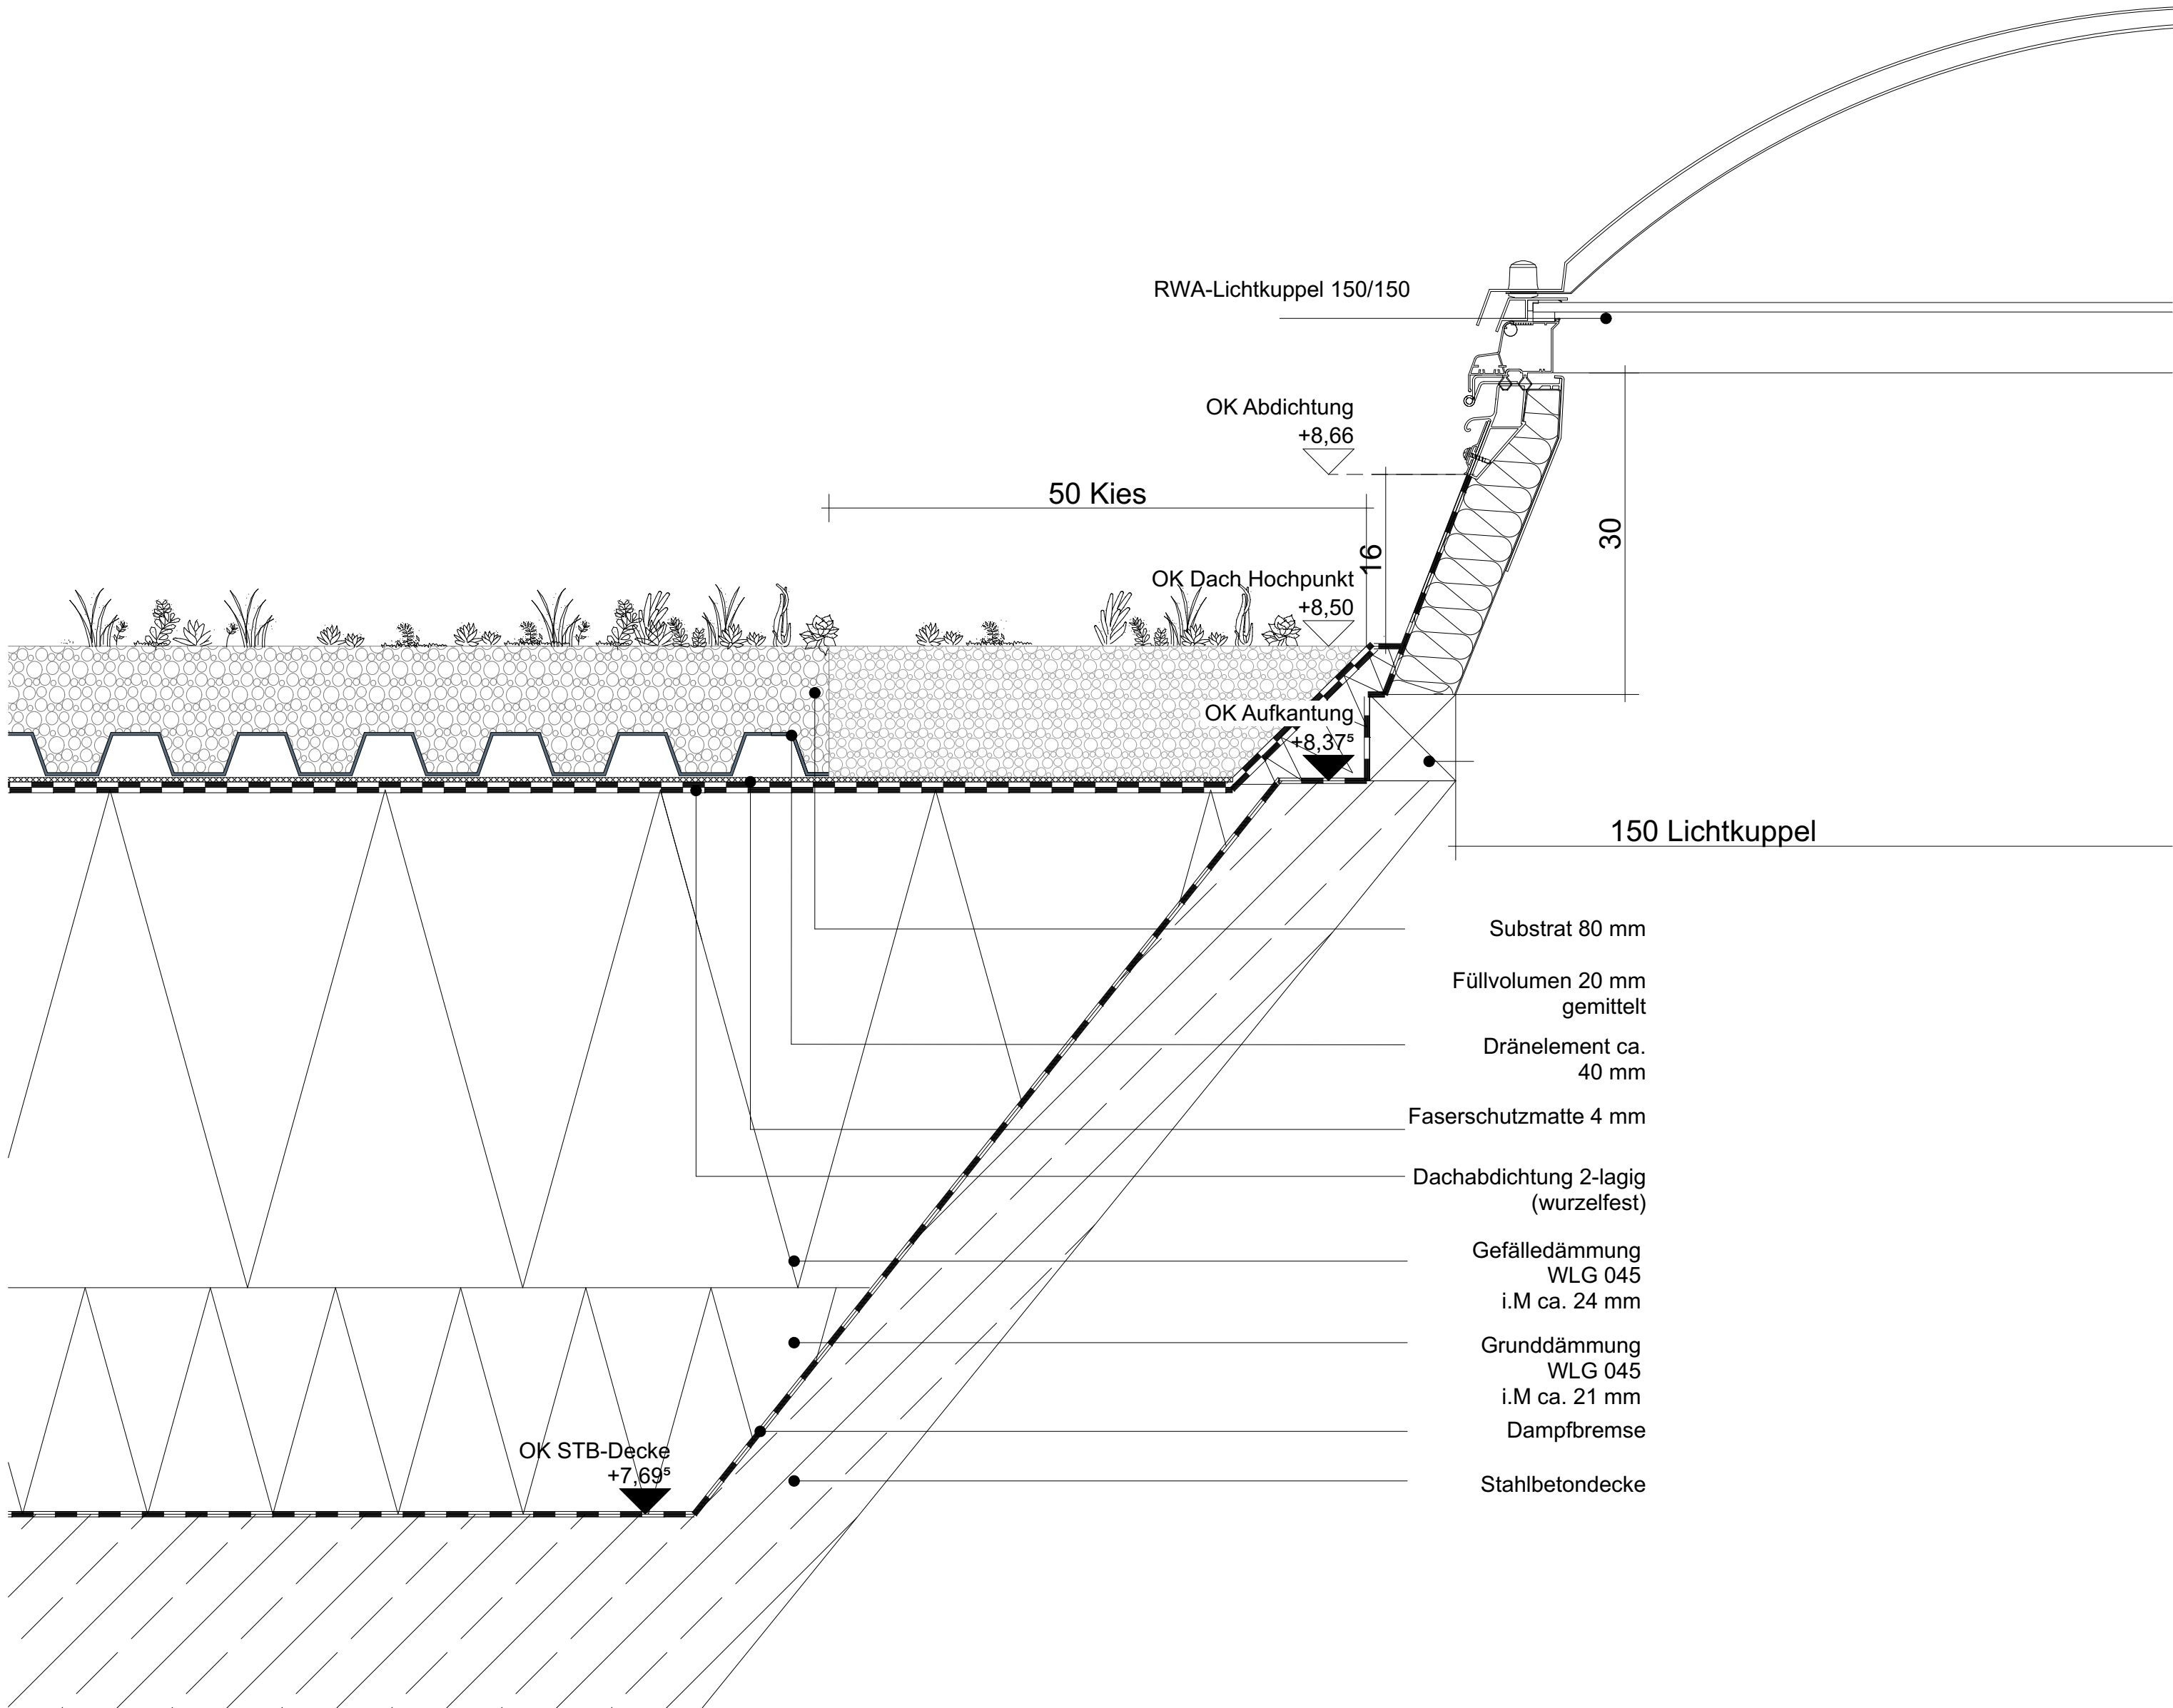 RWA-Lichtkuppel 150/150
OK Abdichtung
+8,66
50 Kies
16
30
OK Dach Hochpunkt
+8,50
OK Aufkantung
+8,37⁵
150 Lichtkuppel
Substrat 80 mm
Füllvolumen 20 mm
gemittelt
Dränelement ca.
40 mm
Faserschutzmatte 4 mm
Dachabdichtung 2-lagig
(wurzelfest)
Gefälledämmung
WLG 045
i.M ca. 24 mm
Grunddämmung
WLG 045
i.M ca. 21 mm
Dampfbremse
OK STB-Decke
+7,69⁵
Stahlbetondecke